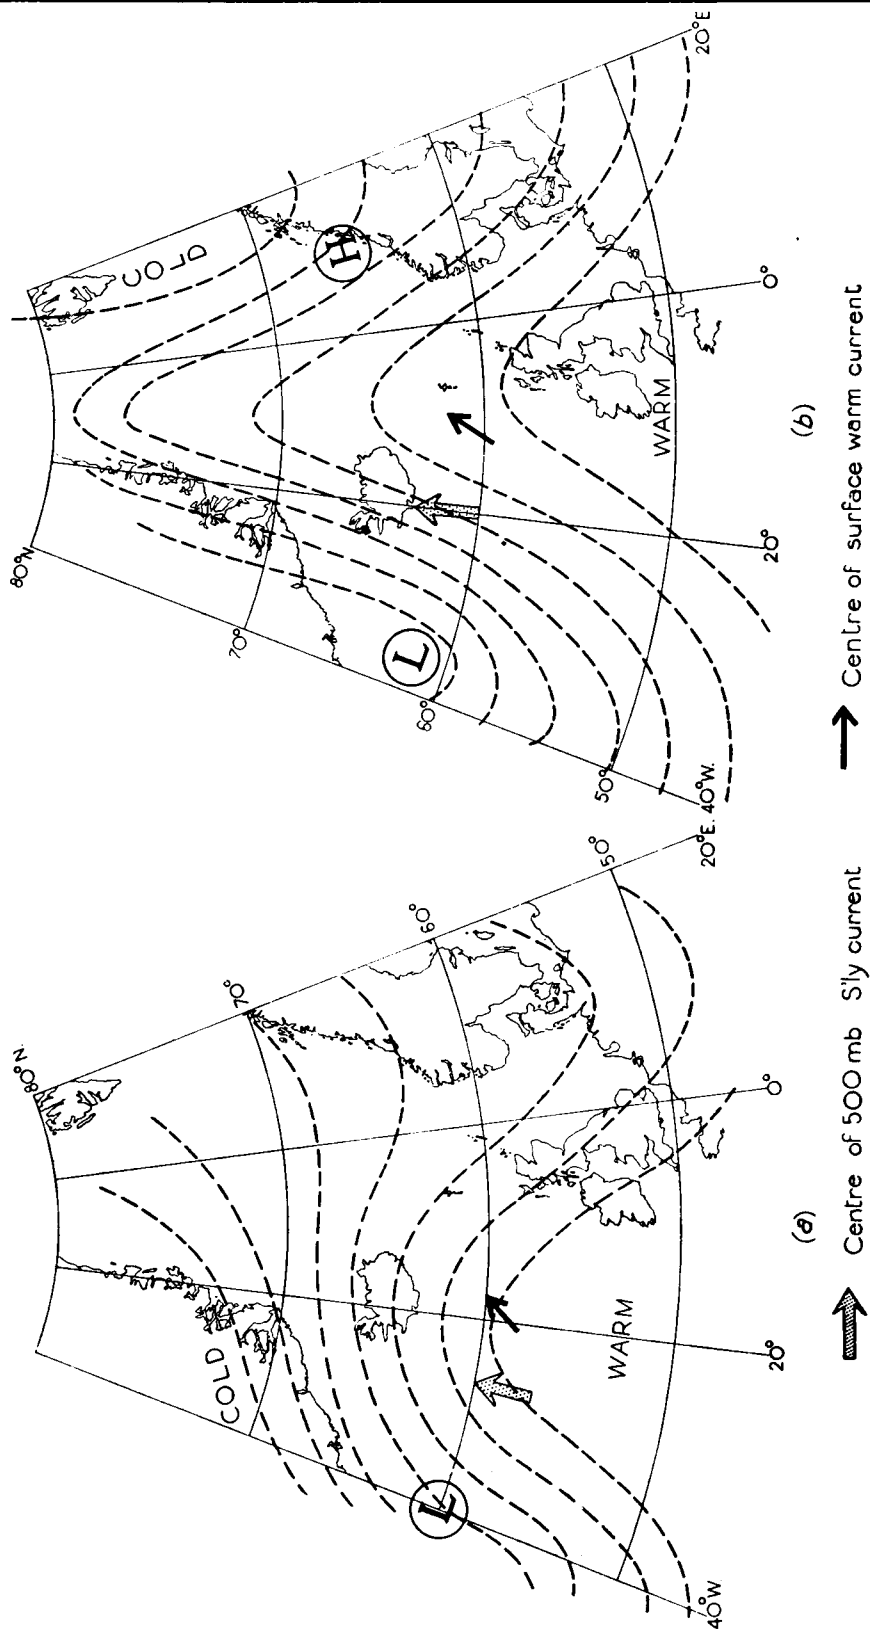 80°N
70°
60°
50°
COLD
L
WARM
40°W
20°
0°
20°E.
(a)
80°N
70°
60°
50°
COLD
H
L
WARM
40°W.
20°
0°
20°E
(b)
Centre of 500 mb S'ly current
Centre of surface warm current